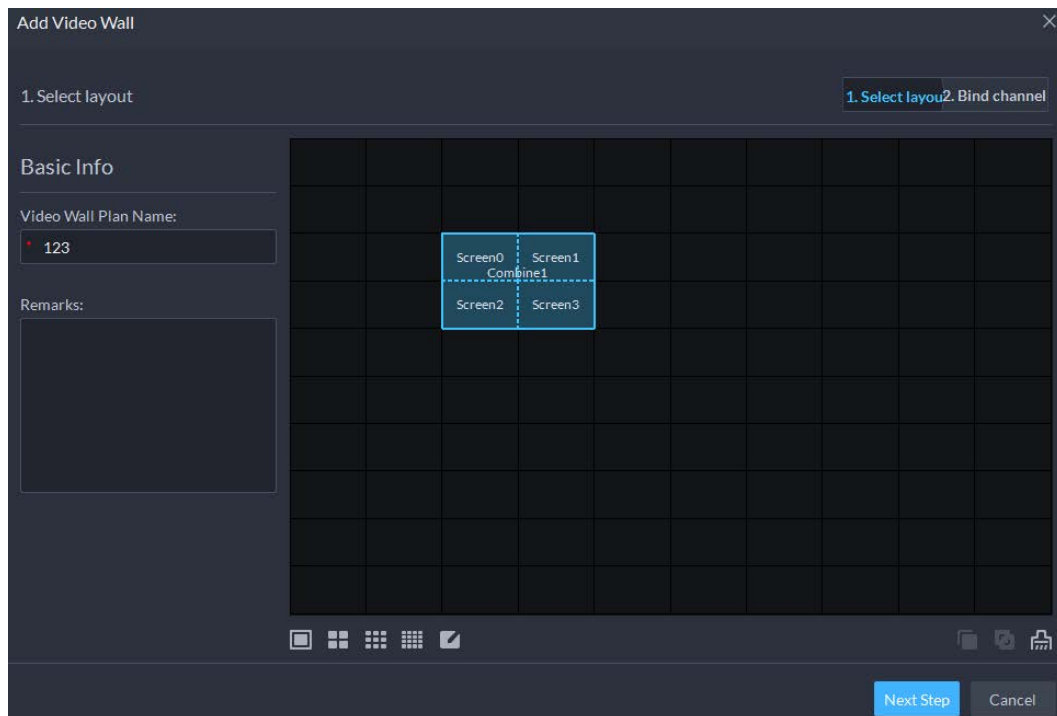 Add Video Wall
1. Select layout
1. Select layou
2. Bind channel
Basic Info
Video Wall Plan Name:
* 123
Remarks:
Screen0 Screen1
Combine1
Screen2 Screen3
Next Step Cancel